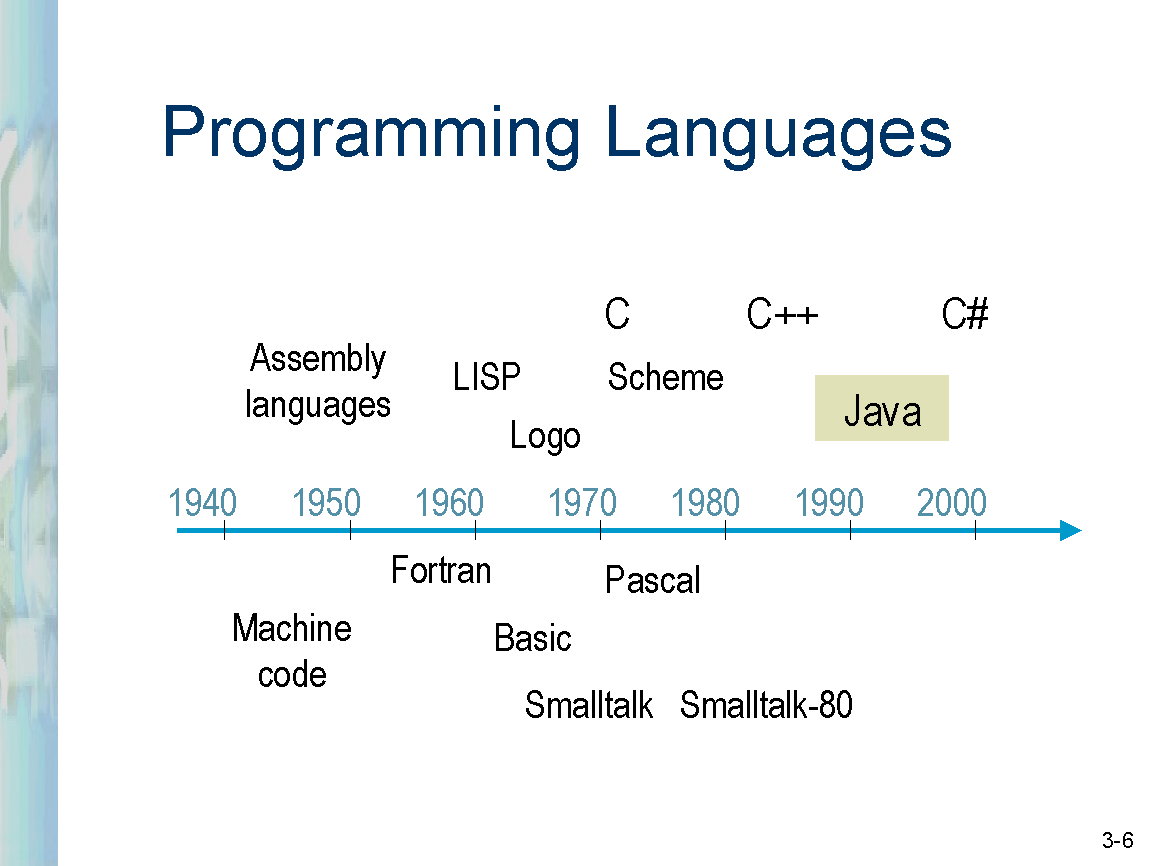 Programming Languages
C C++ C#
Assembly
languages
LISP Scheme
Java
Logo
1940 1950 1960 1970 1980 1990 2000
Fortran Pascal
Machine
code
Basic
Smalltalk Smalltalk-80
3-6